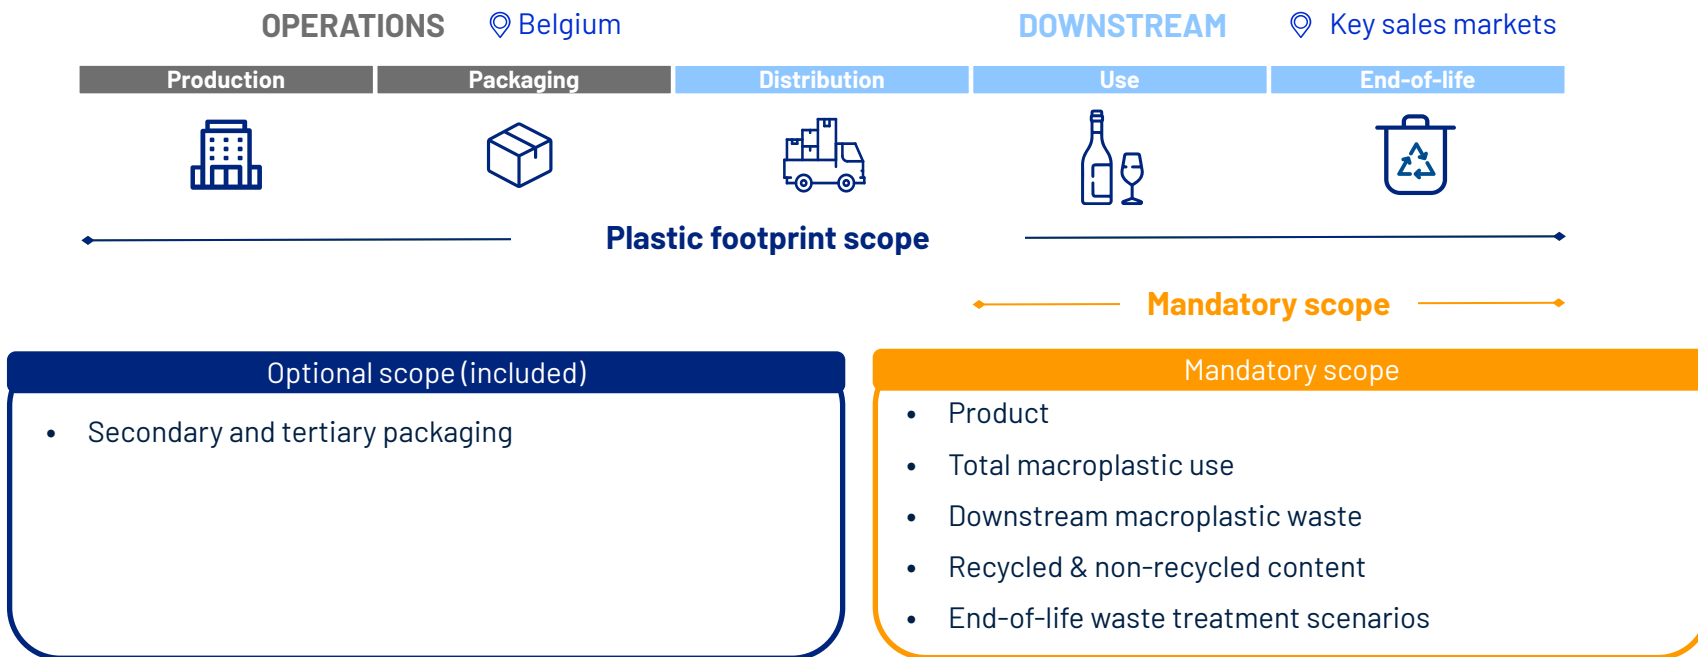 OPERATIONS Belgium DOWNSTREAM Key sales markets
Production Packaging Distribution Use End-of-life
Plastic footprint scope
Mandatory scope
Optional scope (included)
• Secondary and tertiary packaging
Mandatory scope
• Product
• Total macroplastic use
• Downstream macroplastic waste
• Recycled & non-recycled content
• End-of-life waste treatment scenarios